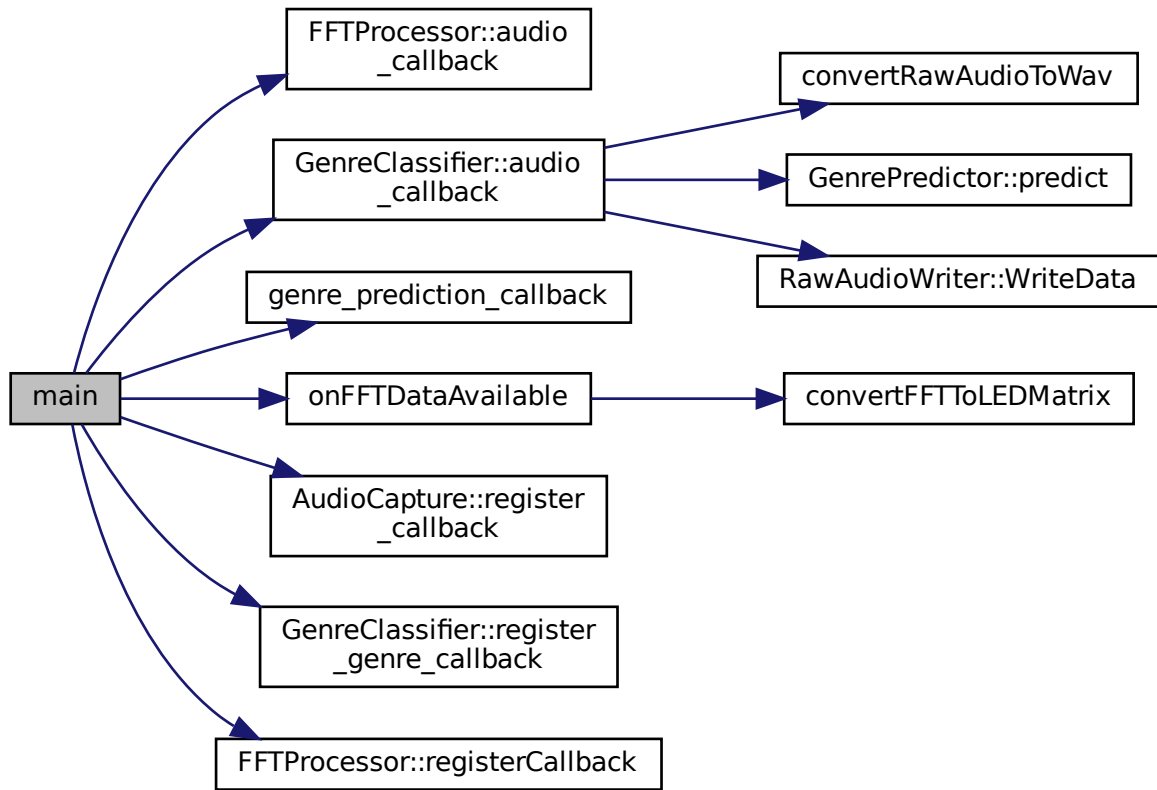 main
FFTProcessor::audio
_callback
GenreClassifier::audio
_callback
genre_prediction_callback
onFFTDataAvailable
AudioCapture::register
_callback
GenreClassifier::register
_genre_callback
FFTProcessor::registerCallback
convertRawAudioToWav
GenrePredictor::predict
RawAudioWriter::WriteData
convertFFTToLEDMatrix